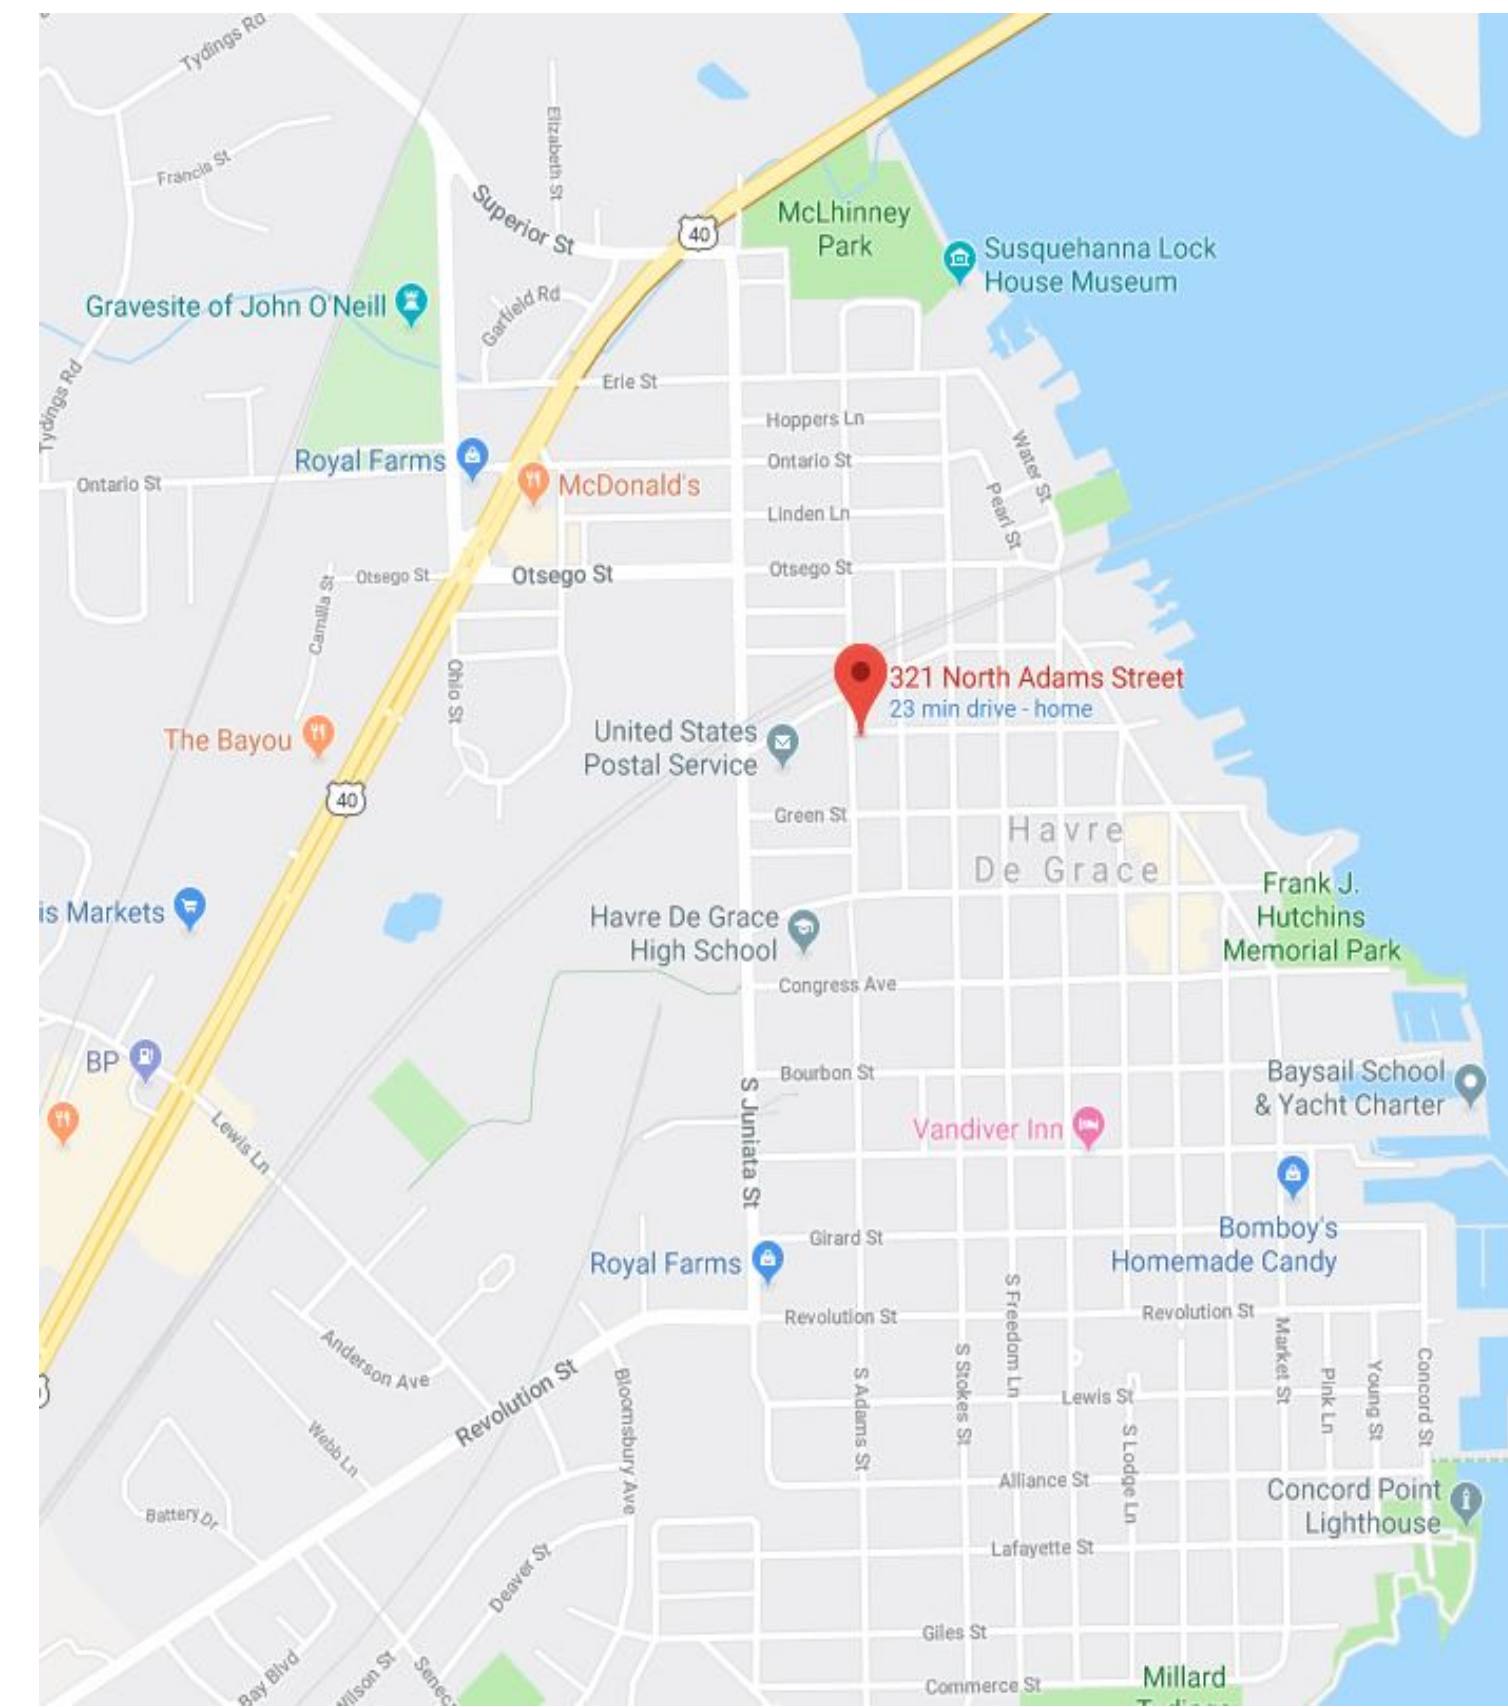 Tydings Rd
Elizabeth St
Francis St
Superior St
40
McLhinney
Park
Susquehanna Lock
House Museum
Gravesite of John O'Neill
Garfield Rd
Tydings Rd
Erie St
Hoppers Ln
Water St
Royal Farms
Ontario St
Ontario St
McDonald's
Pearl St
Linden Ln
Camilla St
Otsego St
Otsego St
Otsego St
Ohio St
321 North Adams Street
23 min drive - home
United States
Postal Service
The Bayou
40
Green St
Havre
De Grace
Frank J.
Hutchins
Memorial Park
is Markets
Havre De Grace
High School
Congress Ave
BP
Bourbon St
Baysail School
& Yacht Charter
S Juniata St
Vandiver Inn
Lewis Ln
Girard St
Bomboy's
Homemade Candy
Royal Farms
S Freedom Ln
Revolution St
Revolution St
Market St
Anderson Ave
Revolution St
Bloomsbury Ave
S Adams St
S Stokes St
Lewis St
Pink Ln
Young St
Concord St
Webb Ln
S Lodge Ln
Alliance St
Concord Point
Lighthouse
Battery Dr
Deaver St
Lafayette St
Giles St
Bay Blvd
Wilson St
Senec
Commerce St
Millard